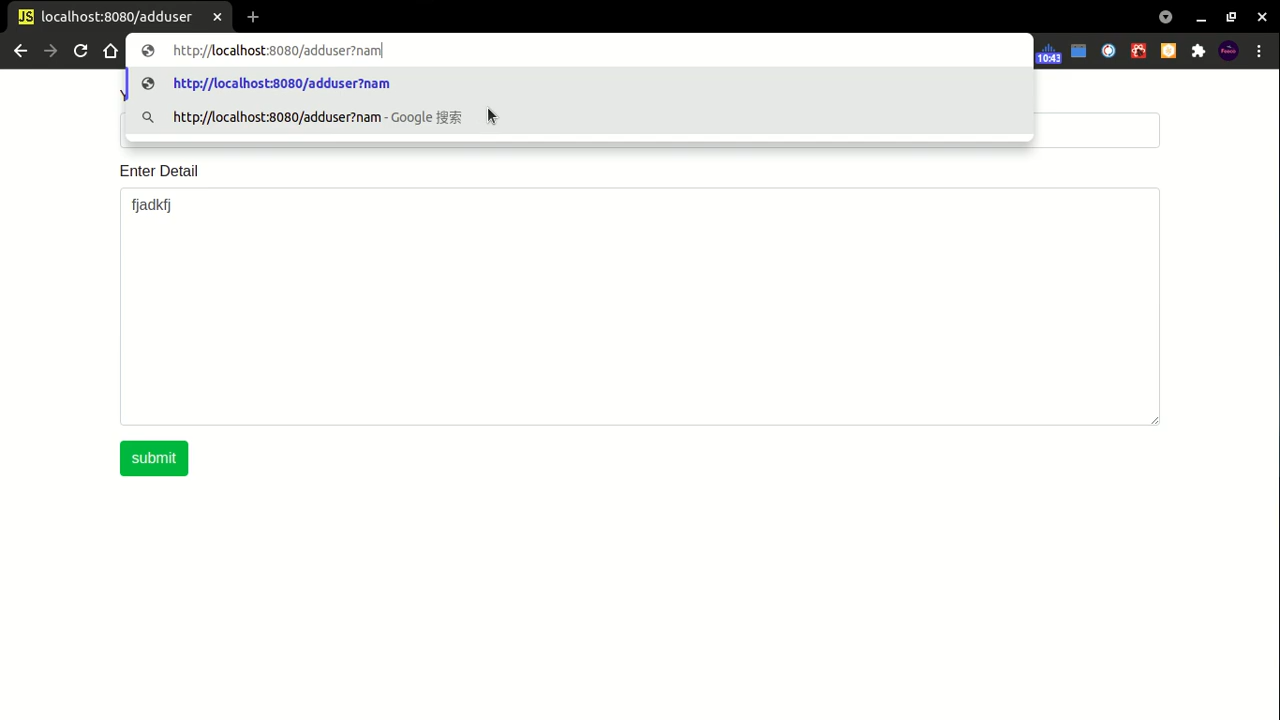 JS localhost:8080/adduser
http://localhost:8080/adduser?nam
10:43
http://localhost:8080/adduser?nam
http://localhost:8080/adduser?nam - Google 搜索
Enter Detail
fjadkfj
submit